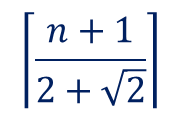 ⌈(n + 1)/(2 + √2)⌉